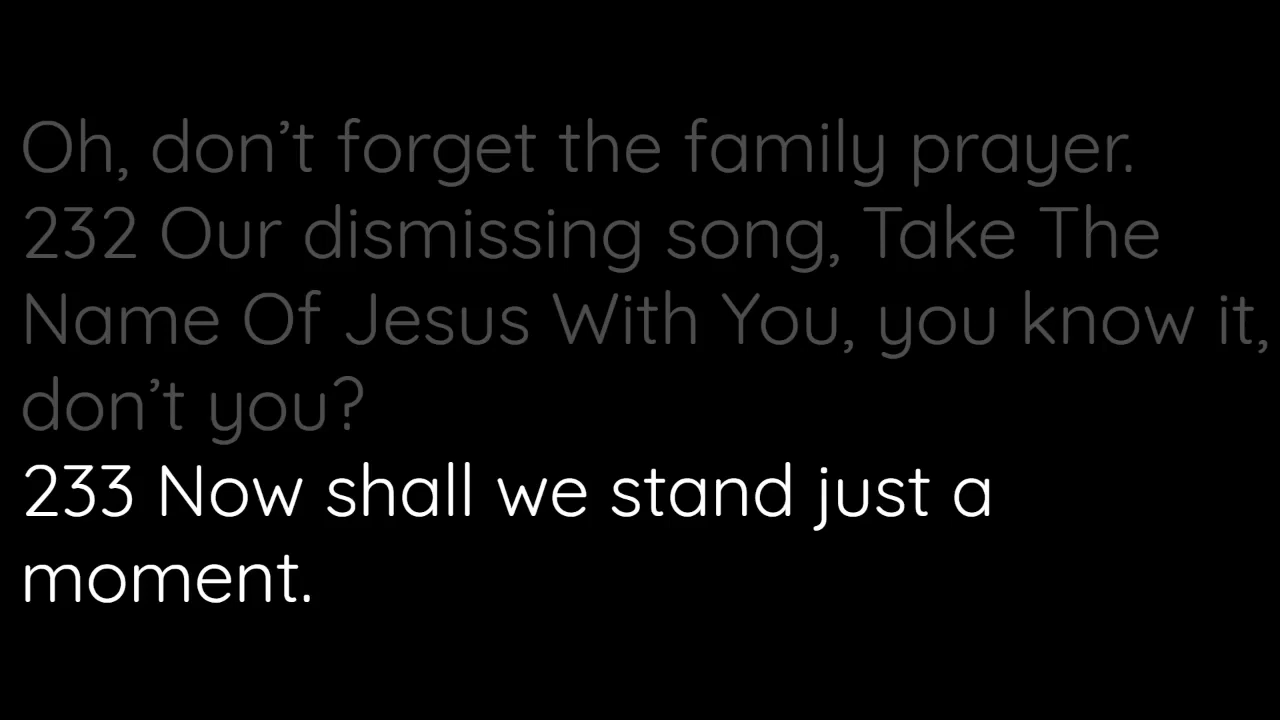 Oh, don’t forget the family prayer.
232 Our dismissing song, Take The
Name Of Jesus With You, you know it,
don’t you?
233 Now shall we stand just a
moment.